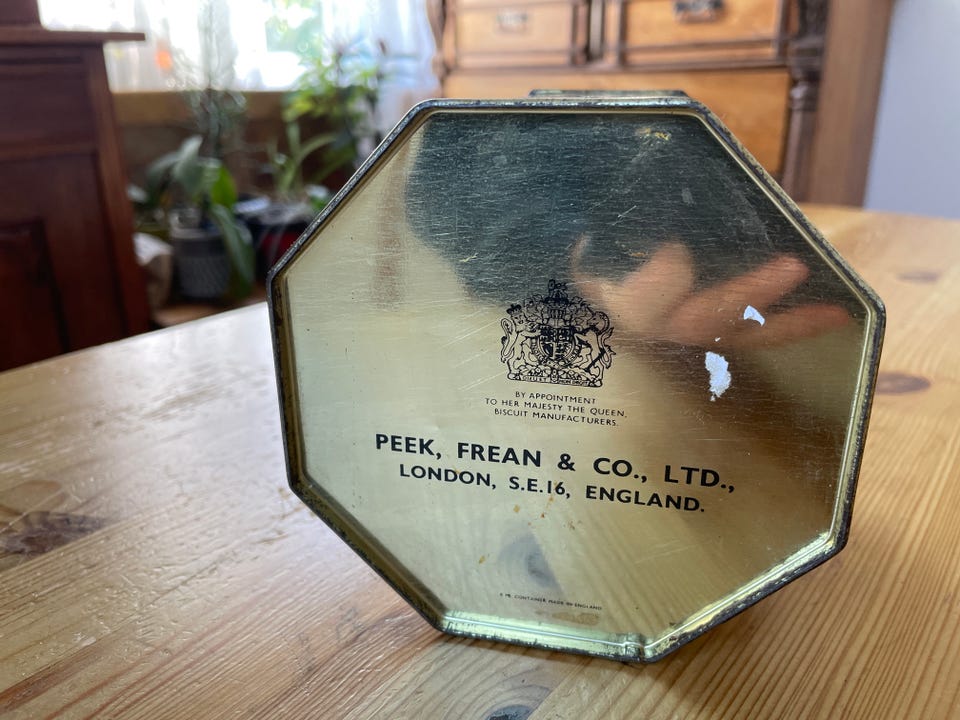 BY APPOINTMENT
TO HER MAJESTY THE QUEEN,
BISCUIT MANUFACTURERS.
PEEK, FREAN & CO., LTD.,
LONDON, S.E.16, ENGLAND.
CONTAINER MADE IN ENGLAND